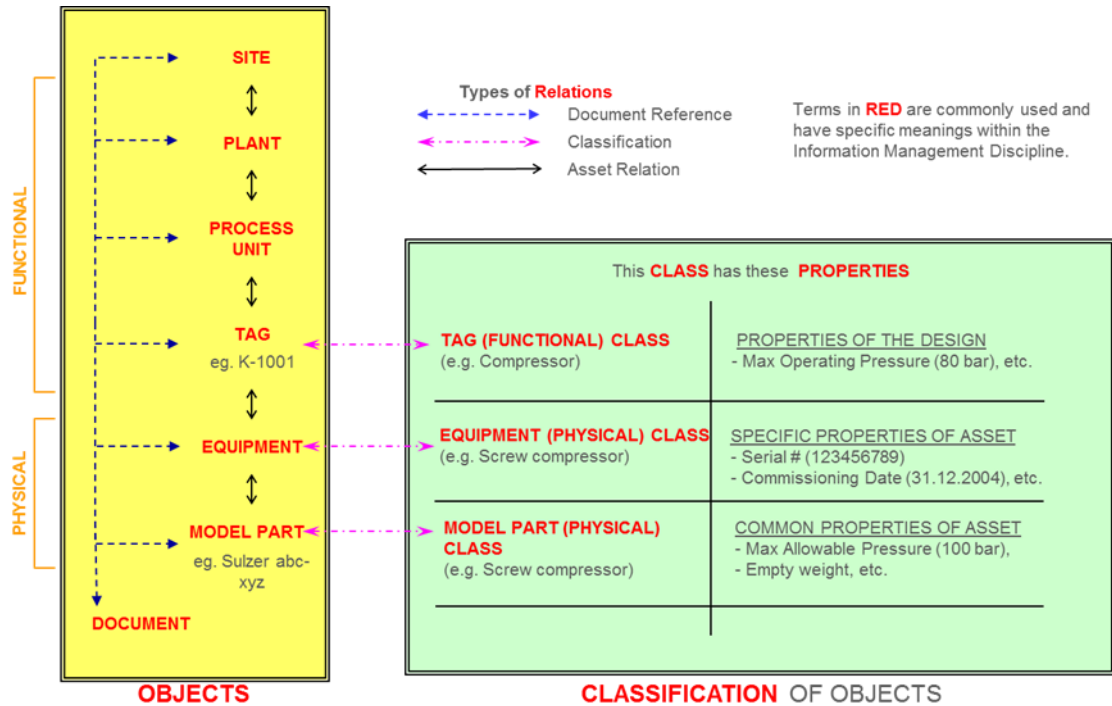 FUNCTIONAL
PHYSICAL
SITE
PLANT
PROCESS
UNIT
TAG
eg. K-1001
EQUIPMENT
MODEL PART
eg. Sulzer abc-
xyz
DOCUMENT
OBJECTS
Types of Relations
Document Reference
Classification
Asset Relation
Terms in RED are commonly used and
have specific meanings within the
Information Management Discipline.
This CLASS has these PROPERTIES
TAG (FUNCTIONAL) CLASS
(e.g. Compressor)
PROPERTIES OF THE DESIGN
- Max Operating Pressure (80 bar), etc.
EQUIPMENT (PHYSICAL) CLASS
(e.g. Screw compressor)
SPECIFIC PROPERTIES OF ASSET
- Serial # (123456789)
- Commissioning Date (31.12.2004), etc.
MODEL PART (PHYSICAL)
CLASS
(e.g. Screw compressor)
COMMON PROPERTIES OF ASSET
- Max Allowable Pressure (100 bar),
- Empty weight, etc.
CLASSIFICATION OF OBJECTS